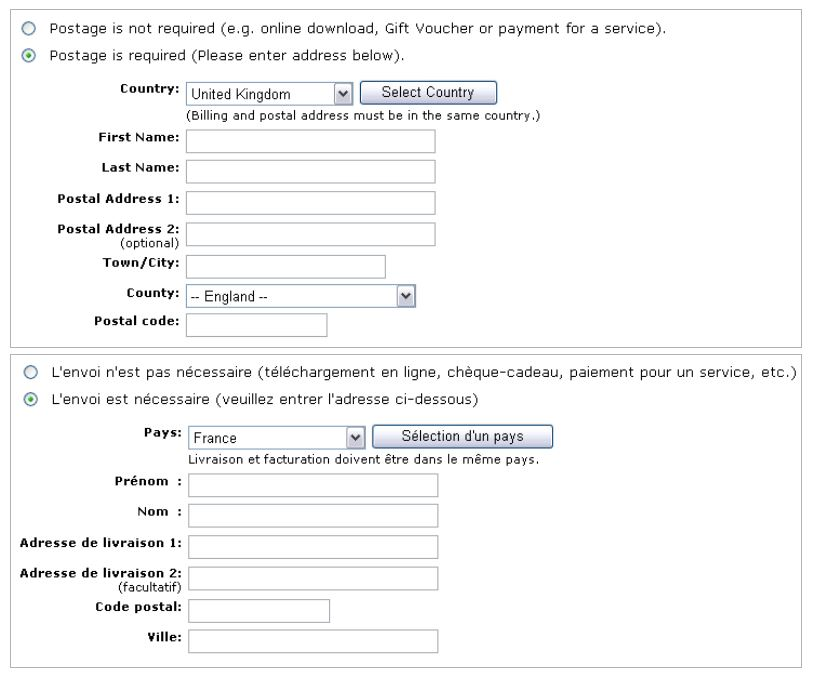 Postage is not required (e.g. online download, Gift Voucher or payment for a service).
Postage is required (Please enter address below).
Country: United Kingdom Select Country
(Billing and postal address must be in the same country.)
First Name:
Last Name:
Postal Address 1:
Postal Address 2:
(optional)
Town/City:
County: -- England --
Postal code:
L'envoi n'est pas nécessaire (téléchargement en ligne, chèque-cadeau, paiement pour un service, etc.)
L'envoi est nécessaire (veuillez entrer l'adresse ci-dessous)
Pays: France Sélection d'un pays
Livraison et facturation doivent être dans le même pays.
Prénom :
Nom :
Adresse de livraison 1:
Adresse de livraison 2:
(facultatif)
Code postal:
Ville: